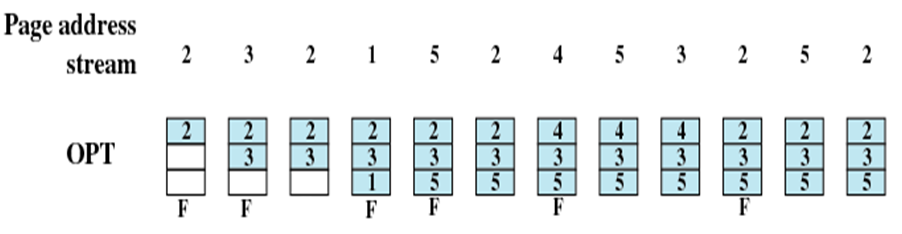 Page address
stream 2 3 2 1 5 2 4 5 3 2 5 2
OPT 2 2 2 2 2 2 4 4 4 2 2 2
3 3 3 3 3 3 3 3 3 3 3
1 5 5 5 5 5 5 5 5
F F F F F F